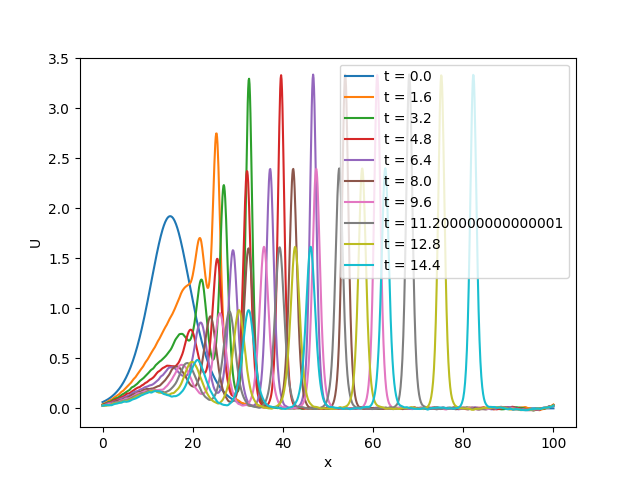 3.5
3.0
2.5
2.0
1.5
1.0
0.5
0.0
U
t = 0.0
t = 1.6
t = 3.2
t = 4.8
t = 6.4
t = 8.0
t = 9.6
t = 11.200000000000001
t = 12.8
t = 14.4
0 20 40 60 80 100
x